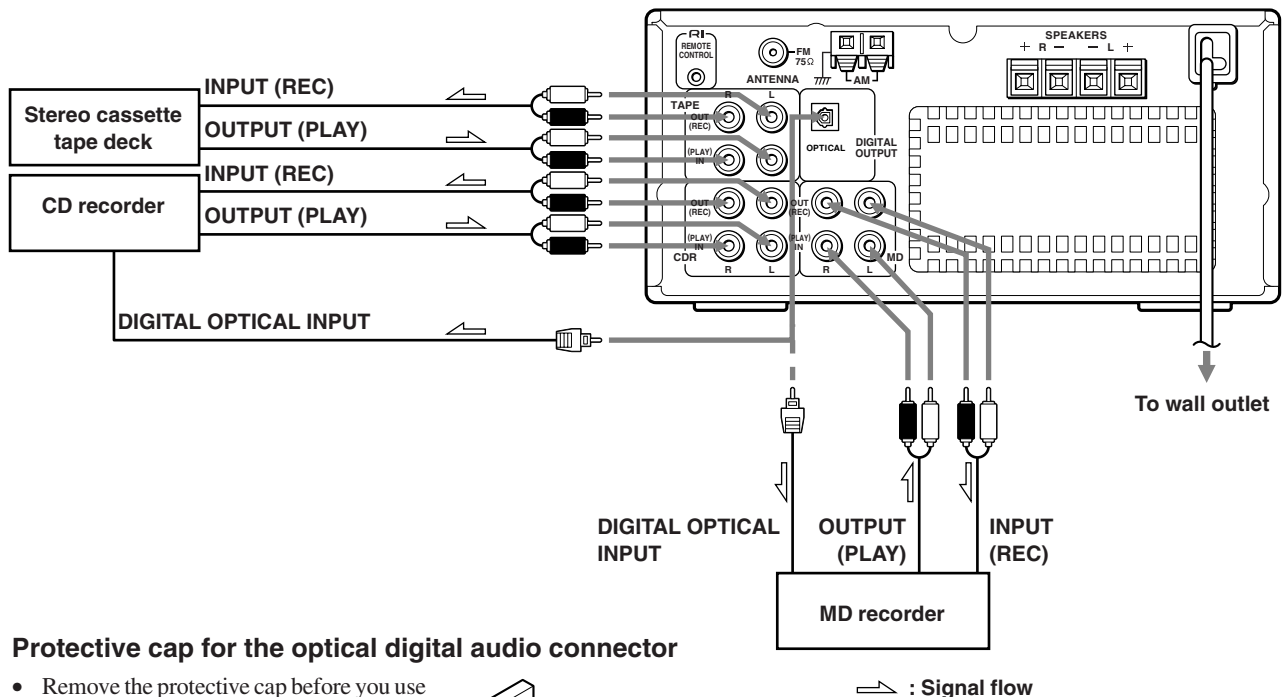 RI
REMOTE
CONTROL
FM
75Ω
ANTENNA
AM
SPEAKERS
+ R − − L +
INPUT (REC)
Stereo cassette
tape deck
OUTPUT (PLAY)
INPUT (REC)
CD recorder
OUTPUT (PLAY)
DIGITAL OPTICAL INPUT
R L
TAPE
OUT
(REC)
(PLAY)
IN
OPTICAL
DIGITAL
OUTPUT
OUT
(REC)
(PLAY)
IN
CDR
R L
OUT
(REC)
(PLAY)
IN
MD
R L
To wall outlet
DIGITAL OPTICAL
INPUT
OUTPUT
(PLAY)
INPUT
(REC)
MD recorder
Protective cap for the optical digital audio connector
• Remove the protective cap before you use
: Signal flow